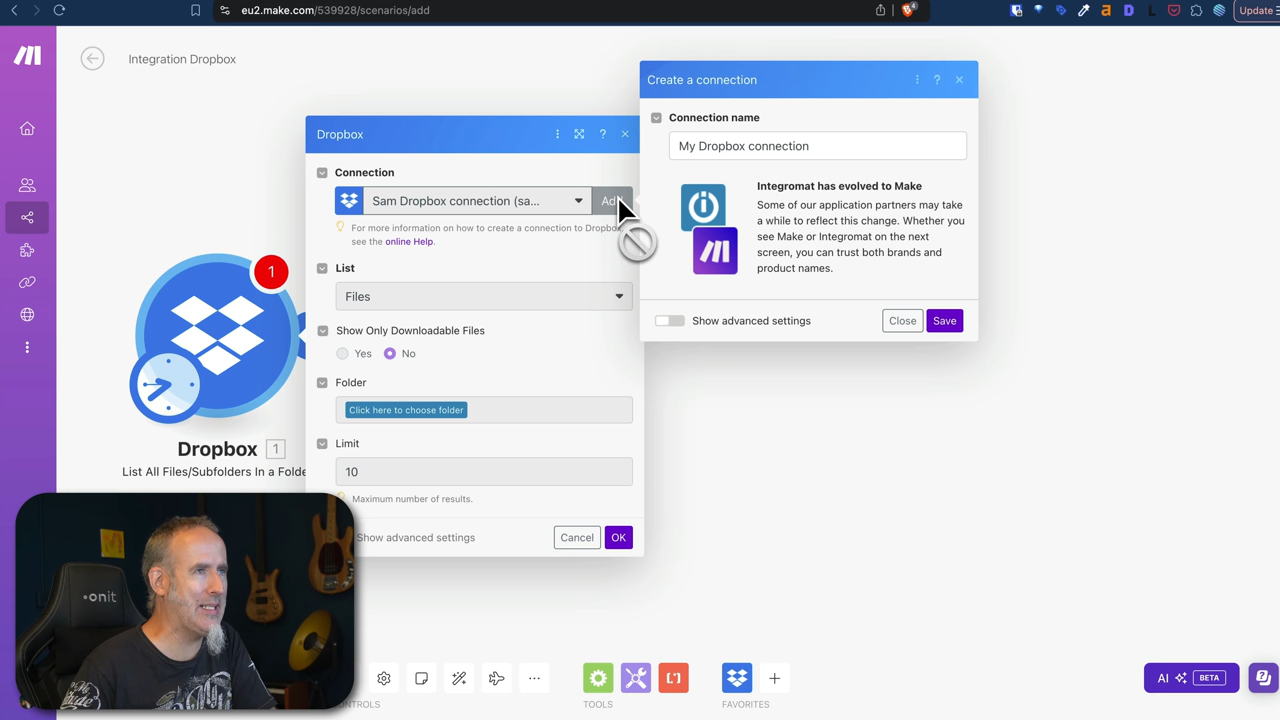 eu2.make.com/539928/scenarios/add
4
Update
Integration Dropbox
Create a connection
Connection name
My Dropbox connection
Integromat has evolved to Make
Some of our application partners may take
a while to reflect this change. Whether you
see Make or Integromat on the next
screen, you can trust both brands and
product names.
Show advanced settings
Close
Save
Dropbox
Connection
Sam Dropbox connection (sa...
For more information on how to create a connection to Dropbox,
see the online Help.
List
Files
Show Only Downloadable Files
Yes
No
Folder
Click here to choose folder
Limit
10
Maximum number of results.
Show advanced settings
Cancel
OK
1
Dropbox
1
List All Files/Subfolders In a Folde
onit
TOOLS
FAVORITES
AI
BETA